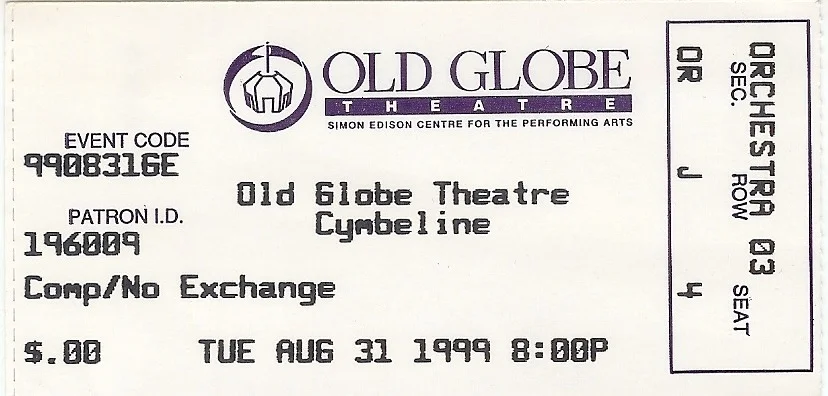 OLD GLOBE
THEATRE
SIMON EDISON CENTRE FOR THE PERFORMING ARTS
EVENT CODE
990831GE
Old Globe Theatre
Cymbeline
PATRON I.D.
196009
Comp/No Exchange
$.00 TUE AUG 31 1999 8:00P
ORCHESTRA 03
SEC. ROW SEAT
OR J 4